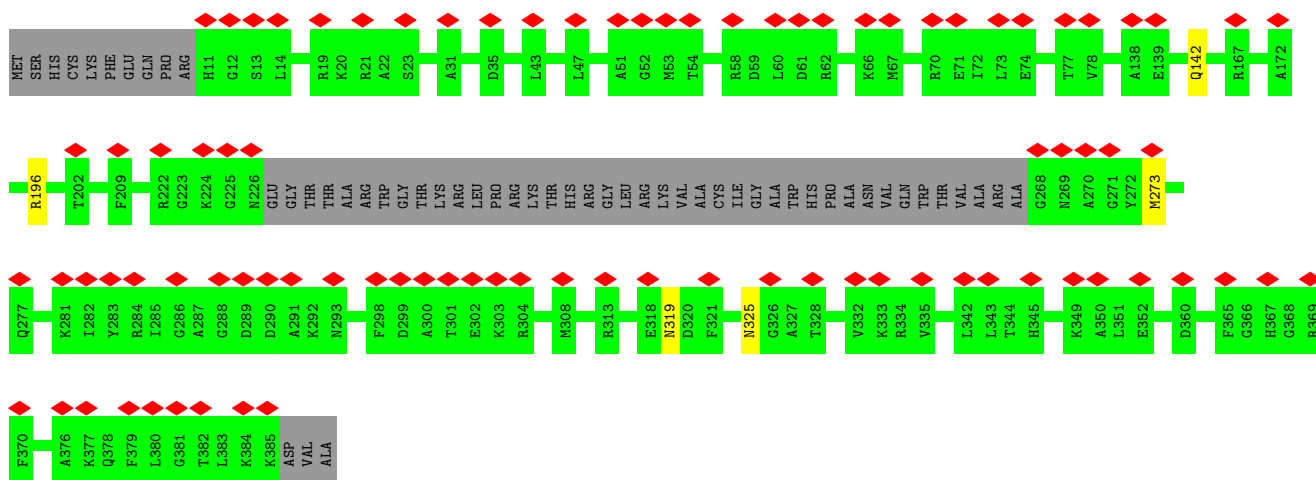 MET SER HIS CYS LYS PHE GLU GLN PRO ARG H11 G12 S13 L14 R19 K20 R21 A22 S23 A31 D35 L43 L47 A51 G52 M53 T54 R58 D59 L60 D61 R62 K66 M67 R70 E71 I72 L73 E74 T77 V78 A138 E139 Q142 R167 A172
R196 T202 F209 R222 G223 K224 G225 N226 GLU GLY THR THR ALA ARG TRP GLY THR LYS ARG LEU PRO ARG LYS THR HIS ARG GLY LEU ARG LYS VAL ALA CYS ILE GLY ALA TRP HIS PRO ALA ASN VAL GLN TRP THR VAL ALA ARG ALA G268 N269 A270 G271 Y272 M273
Q277 K281 I282 Y283 R284 I285 G286 A287 G288 D289 D290 A291 K292 N293 F298 D299 A300 T301 E302 K303 R304 M308 R313 E318 N319 D320 F321 N325 G326 A327 T328 V332 K333 R334 V335 L342 L343 T344 H345 K349 A350 L351 E352 D360 F365 G366 H367 G368 R369
F370 A376 K377 Q378 F379 L380 G381 T382 L383 K384 K385 ASP VAL ALA